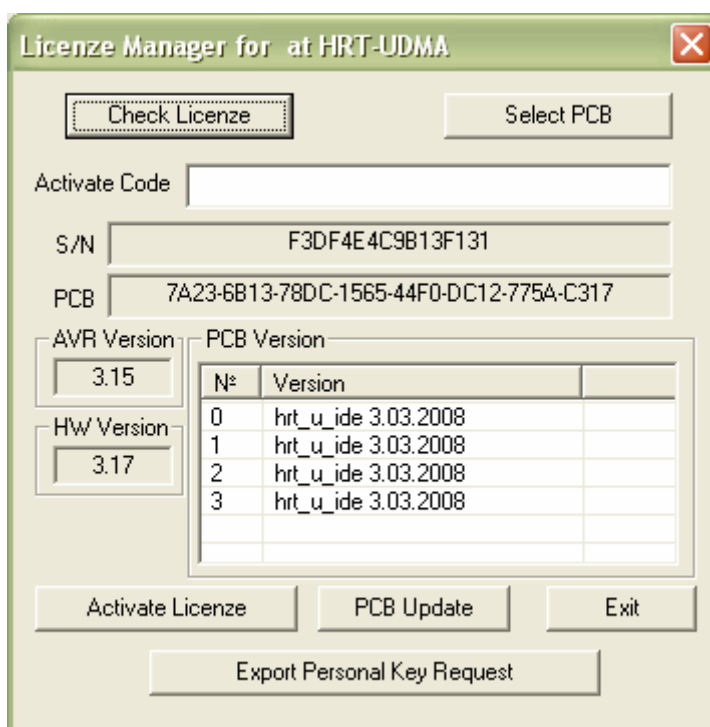 Licenze Manager for at HRT-UDMA
Check Licenze Select PCB
Activate Code
S/N F3DF4E4C9B13F131
PCB 7A23-6B13-78DC-1565-44F0-DC12-775A-C317
AVR Version PCB Version
3.15
Nº Version
0 hrt_u_ide 3.03.2008
HW Version
1 hrt_u_ide 3.03.2008
3.17
2 hrt_u_ide 3.03.2008
3 hrt_u_ide 3.03.2008
Activate Licenze PCB Update Exit
Export Personal Key Request